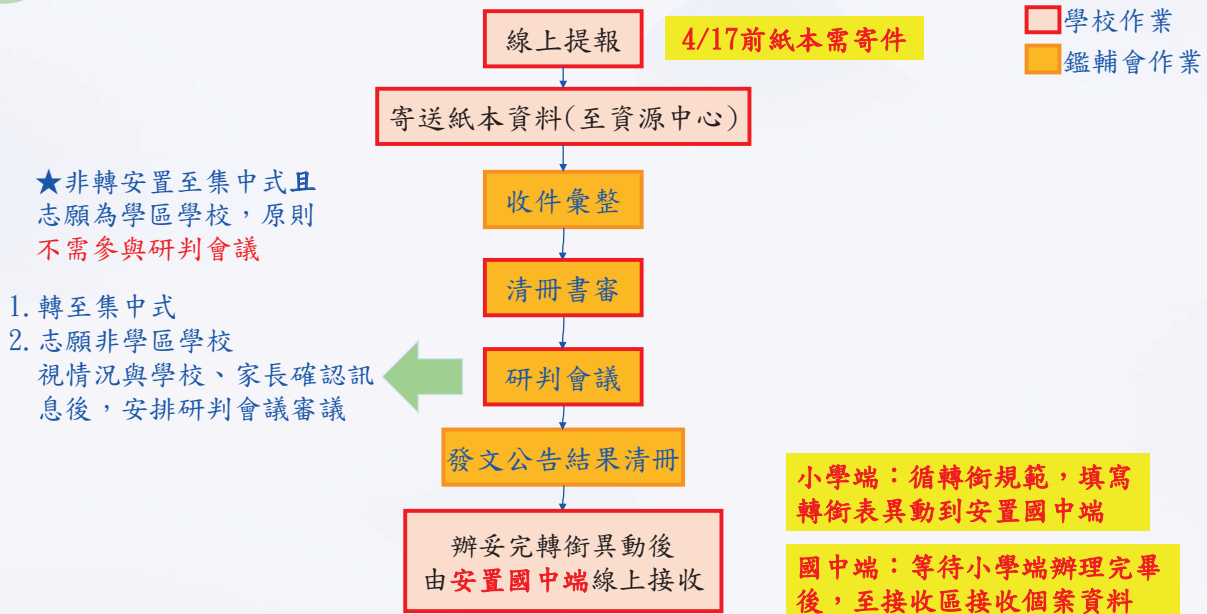 線上提報
4/17前紙本需寄件
學校作業
鑑輔會作業
寄送紙本資料(至資源中心)
收件彙整
★非轉安置至集中式且
志願為學區學校，原則
不需參與研判會議
清冊書審
1.轉至集中式
2.志願非學區學校
視情況與學校、家長確認訊
息後，安排研判會議審議
研判會議
發文公告結果清冊
小學端：循轉銜規範，填寫
轉銜表異動到安置國中端
辦妥完轉銜異動後
由安置國中端線上接收
國中端：等待小學端辦理完畢
後，至接收區接收個案資料